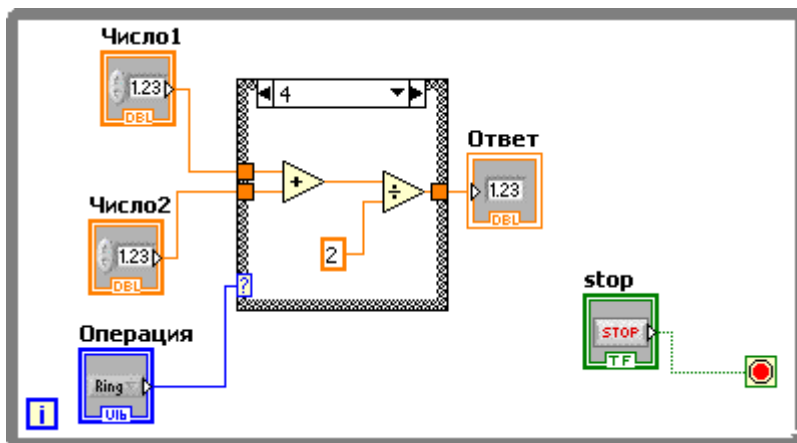 Число1
1.23
DBL
4
+
÷
Ответ
1.23
DBL
Число2
1.23
DBL
2
?
stop
STOP
TF
Операция
Ring
U16
i